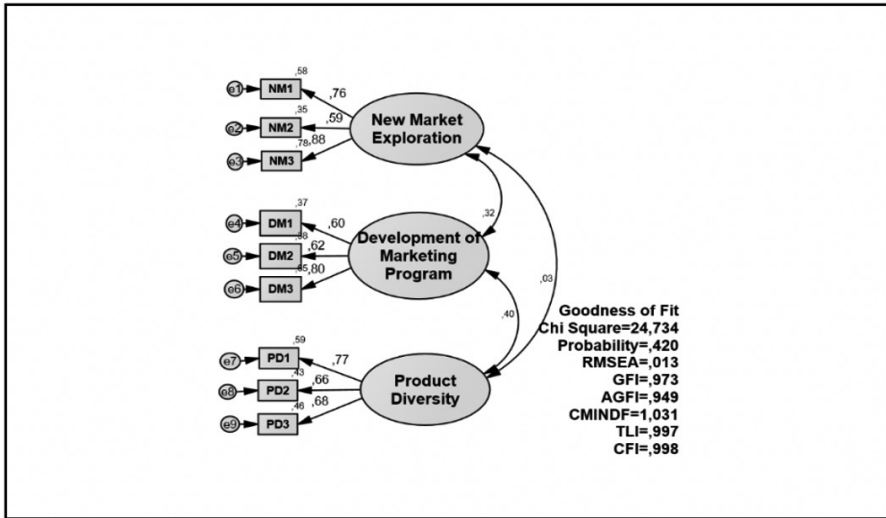 ,58
e1 NM1 ,76
,35
e2 NM2 ,59
,78 ,88
e3 NM3
New Market
Exploration
,37
e4 DM1 ,60
,38
e5 DM2 ,62
,65 ,80
e6 DM3
Development of
Marketing
Program
,32
,03
,40
,59
e7 PD1 ,77
,43
e8 PD2 ,66
,46 ,68
e9 PD3
Product
Diversity
Goodness of Fit
Chi Square=24,734
Probability=,420
RMSEA=,013
GFI=,973
AGFI=,949
CMINDF=1,031
TLI=,997
CFI=,998